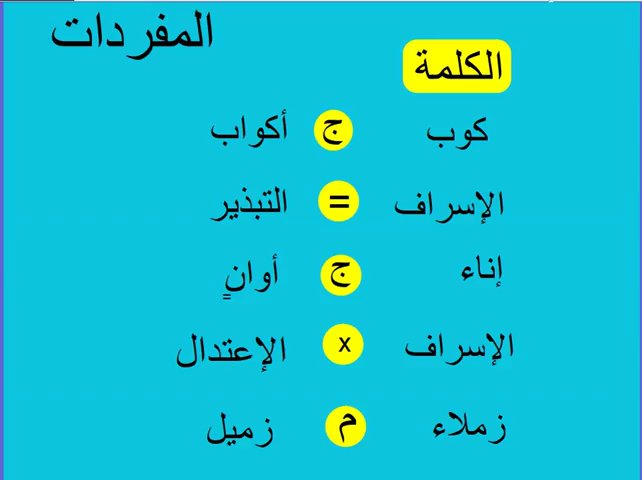 المفردات
الكلمة
كوب ج أكواب
الإسراف = التبذير
إناء ج أوانٍ
الإسراف x الإعتدال
زملاء م زميل